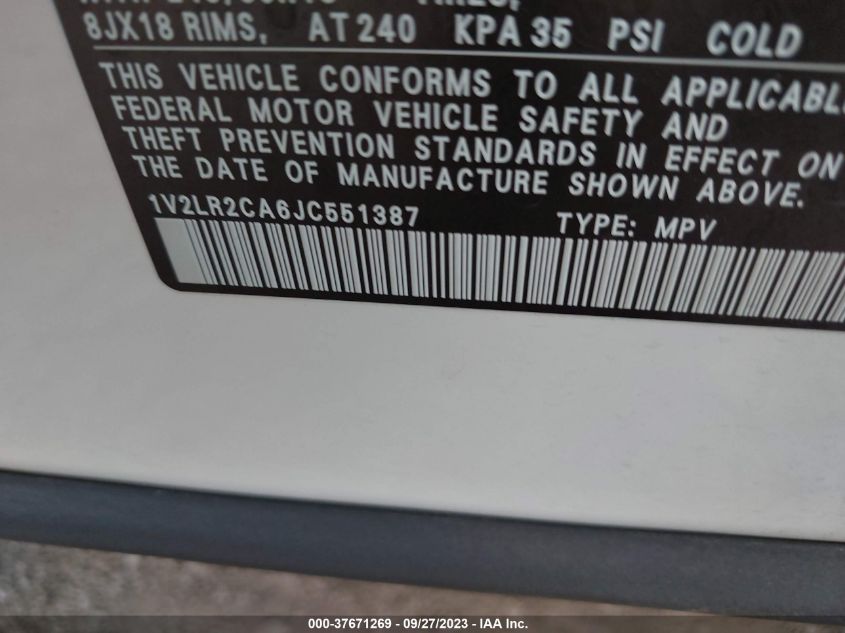 8JX18 RIMS, AT 240 KPA 35 PSI COLD
THIS VEHICLE CONFORMS TO ALL APPLICABLE
FEDERAL MOTOR VEHICLE SAFETY AND
THEFT PREVENTION STANDARDS IN EFFECT ON
THE DATE OF MANUFACTURE SHOWN ABOVE.
1V2LR2CA6JC551387 TYPE: MPV
000-37671269 - 09/27/2023 - IAA Inc.